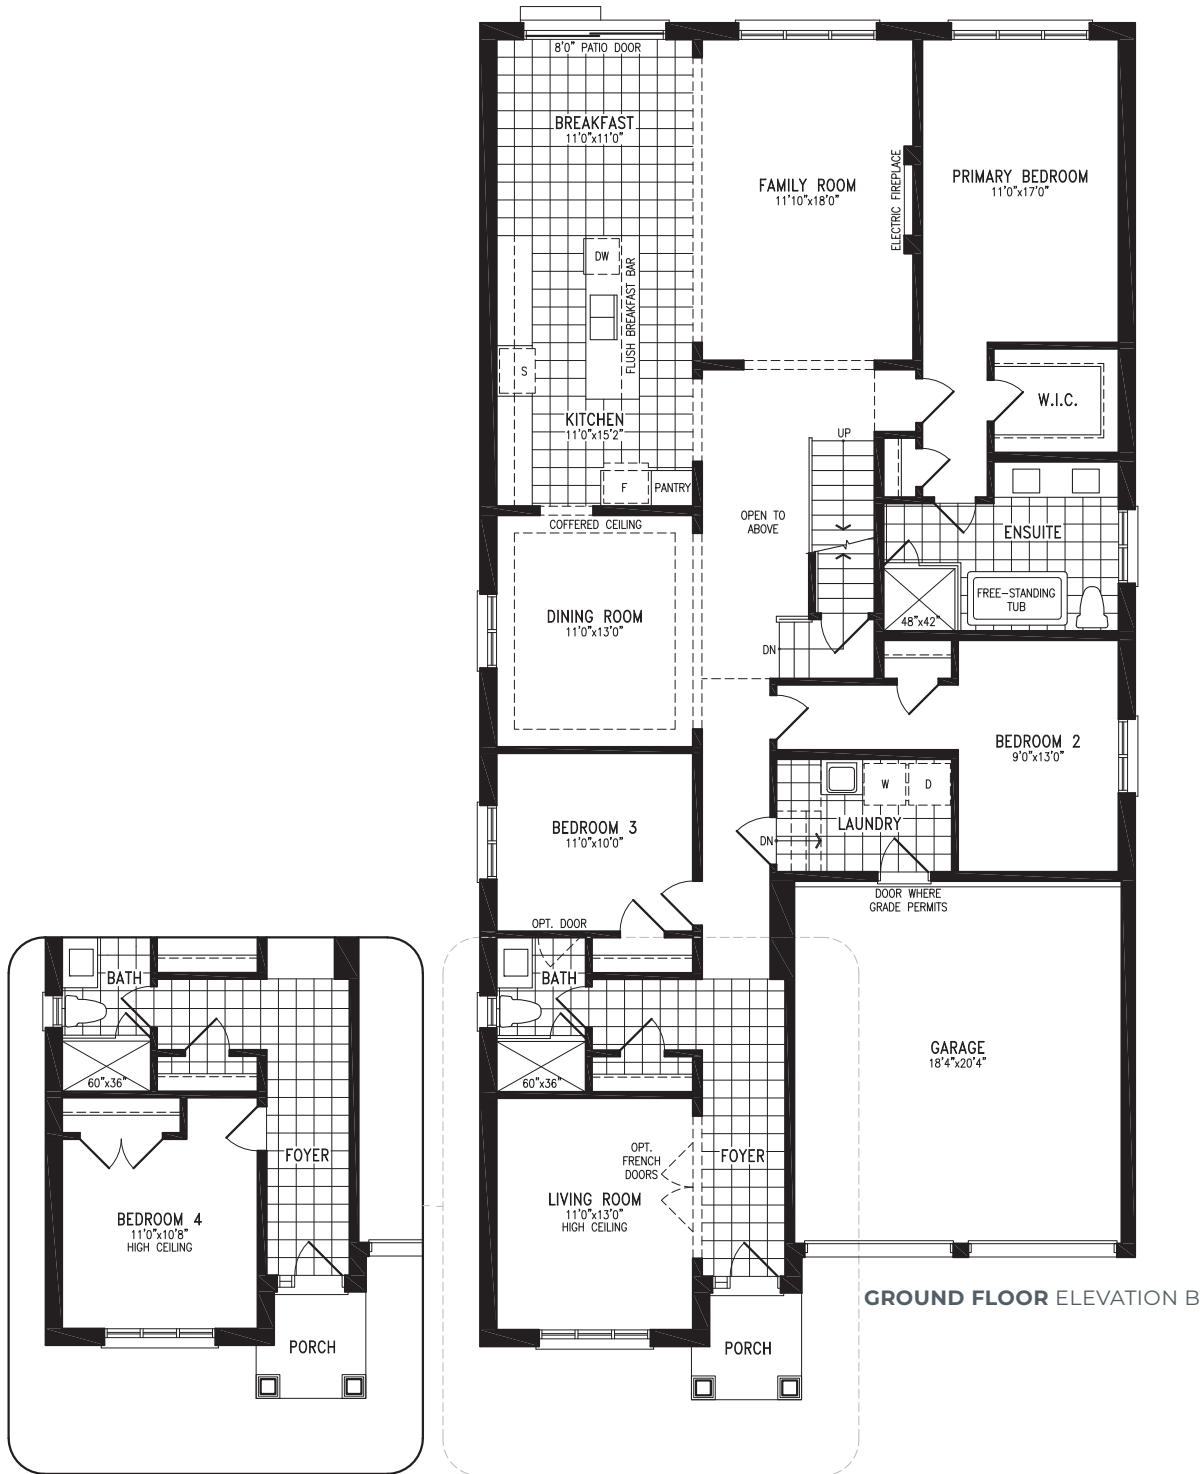 8'0" PATIO DOOR
BREAKFAST
11'0"x11'0"
FAMILY ROOM
11'10"x18'0"
ELECTRIC FIREPLACE
PRIMARY BEDROOM
11'0"x17'0"
DW
FLUSH BREAKFAST BAR
S
KITCHEN
11'0"x15'2"
F
PANTRY
W.I.C.
UP
OPEN TO
ABOVE
COFFERED CEILING
ENSUITE
FREE-STANDING
TUB
48"x42"
DINING ROOM
11'0"x13'0"
DN
BEDROOM 2
9'0"x13'0"
W
D
LAUNDRY
DN
BEDROOM 3
11'0"x10'0"
DOOR WHERE
GRADE PERMITS
OPT. DOOR
BATH
60"x36"
GARAGE
18'4"x20'4"
OPT.
FRENCH
DOORS
FOYER
LIVING ROOM
11'0"x13'0"
HIGH CEILING
PORCH
BATH
60"x36"
FOYER
BEDROOM 4
11'0"x10'8"
HIGH CEILING
PORCH
GROUND FLOOR ELEVATION B